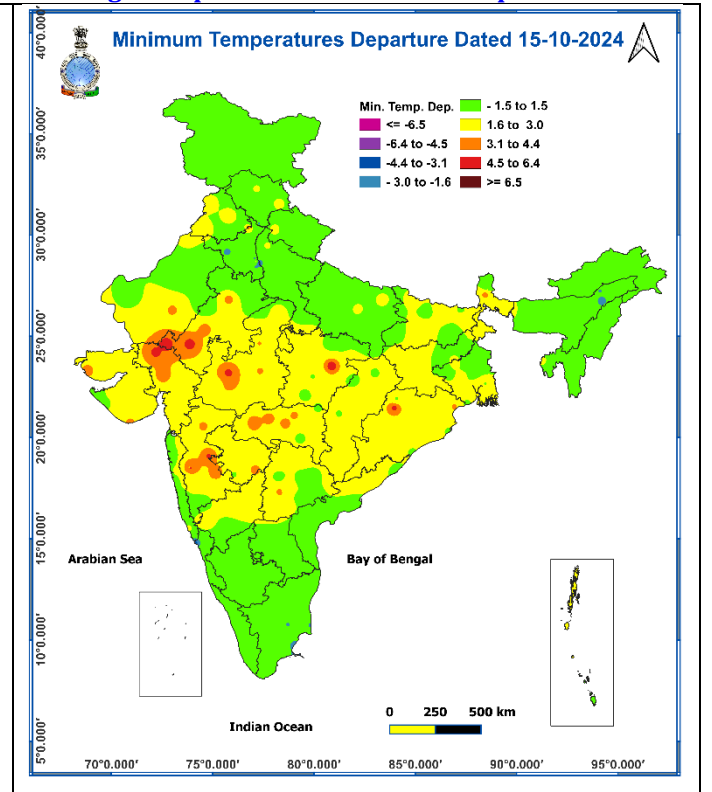 Minimum Temperatures Departure Dated 15-10-2024
Min. Temp. Dep.
<= -6.5
-6.4 to -4.5
-4.4 to -3.1
- 3.0 to -1.6
- 1.5 to 1.5
1.6 to 3.0
3.1 to 4.4
4.5 to 6.4
>= 6.5
40°0.000'
35°0.000'
30°0.000'
25°0.000'
20°0.000'
15°0.000'
10°0.000'
5°0.000'
Arabian Sea
Bay of Bengal
Indian Ocean
0 250 500 km
70°0.000' 75°0.000' 80°0.000' 85°0.000' 90°0.000' 95°0.000'